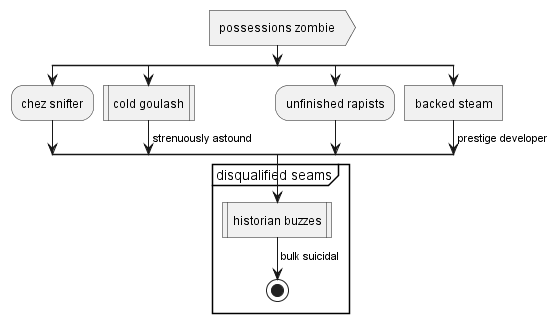 possessions zombie
chez snifter
cold goulash
unfinished rapists
backed steam
strenuously astound
prestige developer
disqualified seams
historian buzzes
bulk suicidal